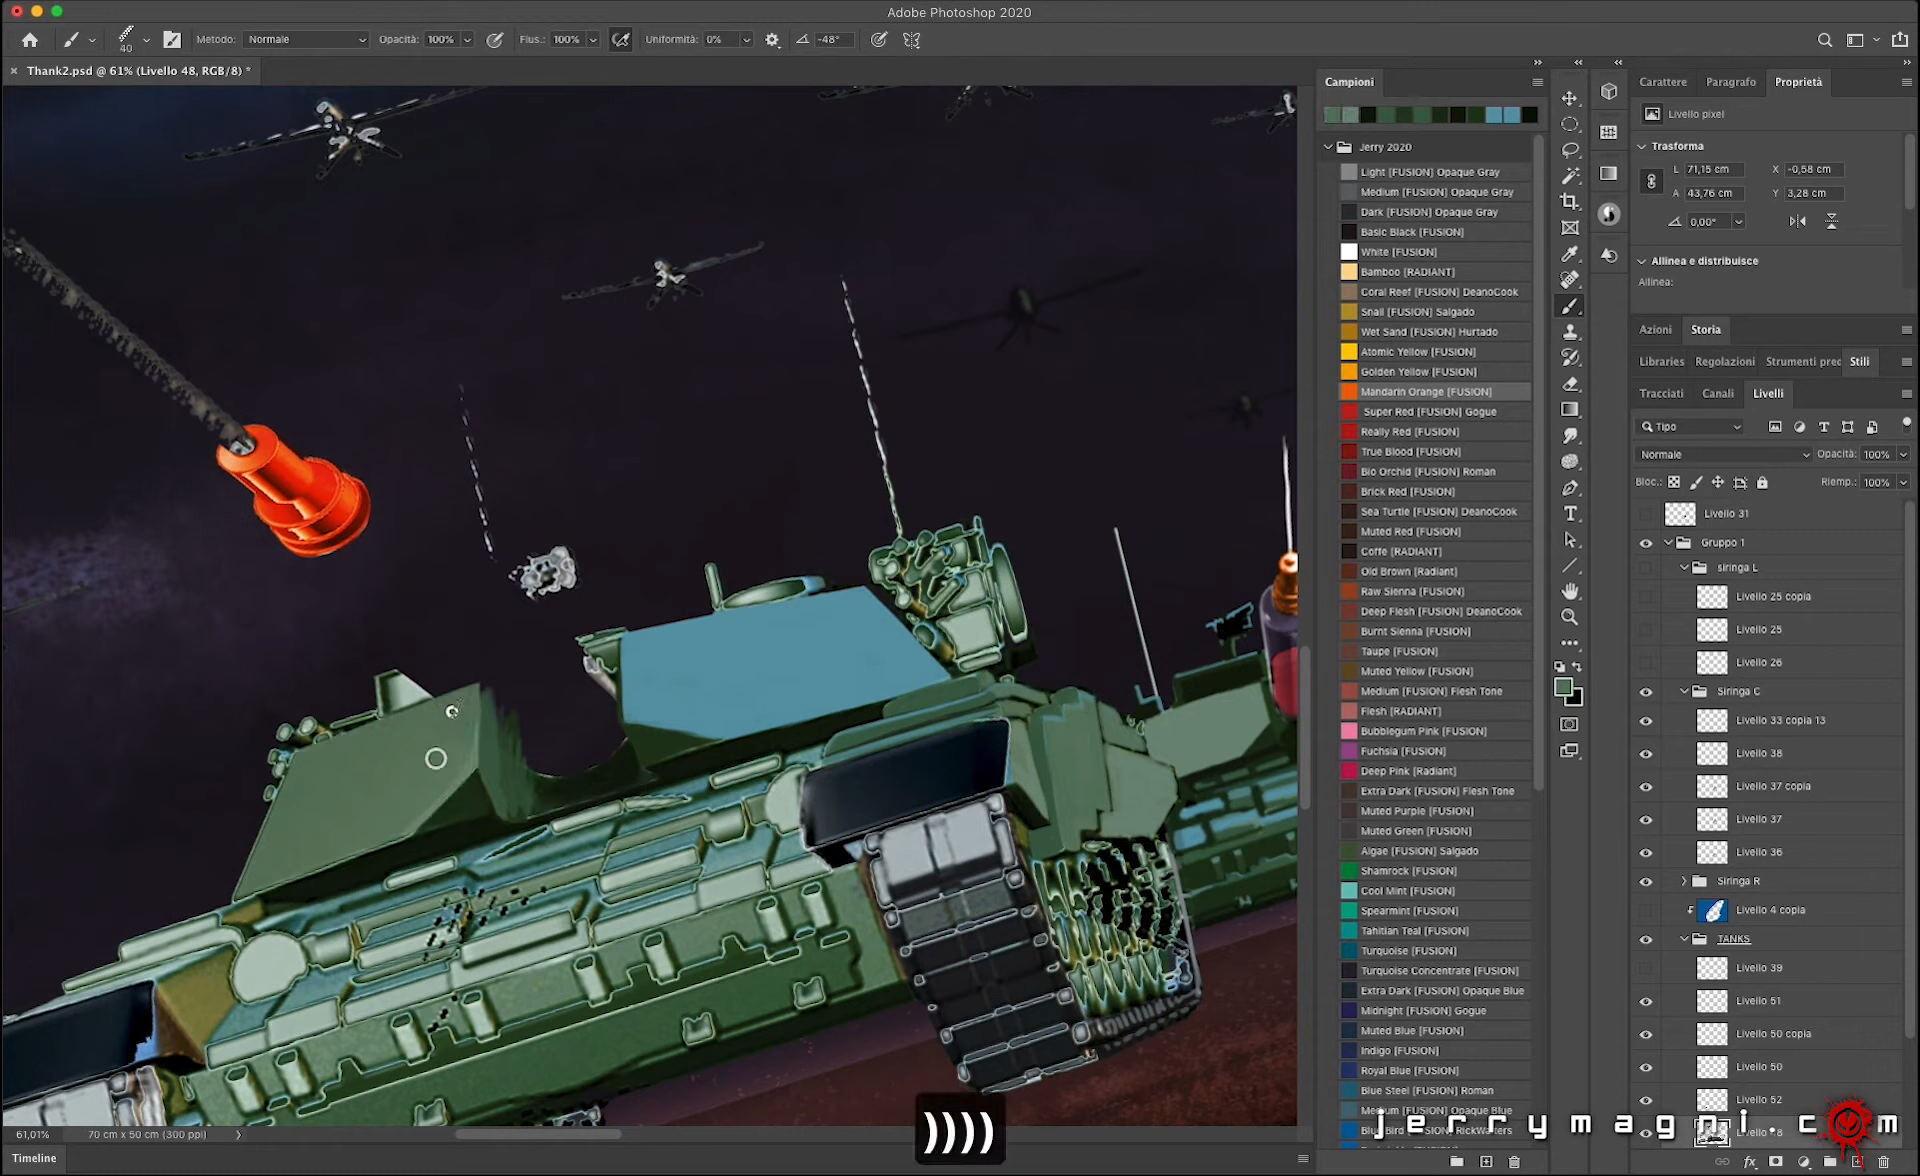 Adobe Photoshop 2020
40
Metodo: Normale
Opacità: 100%
Flus.: 100%
Uniformità: 0%
-48°
× Thank2.psd @ 61% (Livello 48, RGB/8) *
Campioni
Jerry 2020
Light [FUSION] Opaque Gray
Medium [FUSION] Opaque Gray
Dark [FUSION] Opaque Gray
Basic Black [FUSION]
White [FUSION]
Bamboo [RADIANT]
Coral Reef [FUSION] DeanoCook
Snail [FUSION] Salgado
Wet Sand [FUSION] Hurtado
Atomic Yellow [FUSION]
Golden Yellow [FUSION]
Mandarin Orange [FUSION]
Super Red [FUSION] Gogue
Really Red [FUSION]
True Blood [FUSION]
Bio Orchid [FUSION] Roman
Brick Red [FUSION]
Sea Turtle [FUSION] DeanoCook
Muted Red [FUSION]
Coffe [RADIANT]
Old Brown [Radiant]
Raw Sienna [FUSION]
Deep Flesh [FUSION] DeanoCook
Burnt Sienna [FUSION]
Taupe [FUSION]
Muted Yellow [FUSION]
Medium [FUSION] Flesh Tone
Flesh [RADIANT]
Bubblegum Pink [FUSION]
Fuchsia [FUSION]
Deep Pink [Radiant]
Extra Dark [FUSION] Flesh Tone
Muted Purple [FUSION]
Muted Green [FUSION]
Algae [FUSION] Salgado
Shamrock [FUSION]
Cool Mint [FUSION]
Spearmint [FUSION]
Tahitian Teal [FUSION]
Turquoise [FUSION]
Turquoise Concentrate [FUSION]
Extra Dark [FUSION] Opaque Blue
Midnight [FUSION] Gogue
Muted Blue [FUSION]
Indigo [FUSION]
Royal Blue [FUSION]
Blue Steel [FUSION] Roman
Medium [FUSION] Opaque Blue
Carattere Paragrafo Proprietà
Livello pixel
Trasforma
L 71,15 cm X -0,58 cm
A 43,76 cm Y 3,28 cm
0,00°
Allinea e distribuisce
Allinea:
Azioni Storia
Libraries Regolazioni Strumenti prec Stili
Tracciati Canali Livelli
Tipo
Normale Opacità: 100%
Bloc.: Riemp.: 100%
Livello 31
Gruppo 1
siringa L
Livello 25 copia
Livello 25
Livello 26
Siringa C
Livello 33 copia 13
Livello 38
Livello 37 copia
Livello 37
Livello 36
Siringa R
Livello 4 copia
TANKS
Livello 39
Livello 51
Livello 50 copia
Livello 50
Livello 52
jerrymagni.com
))))
61,01% 70 cm x 50 cm (300 ppi)
Timeline